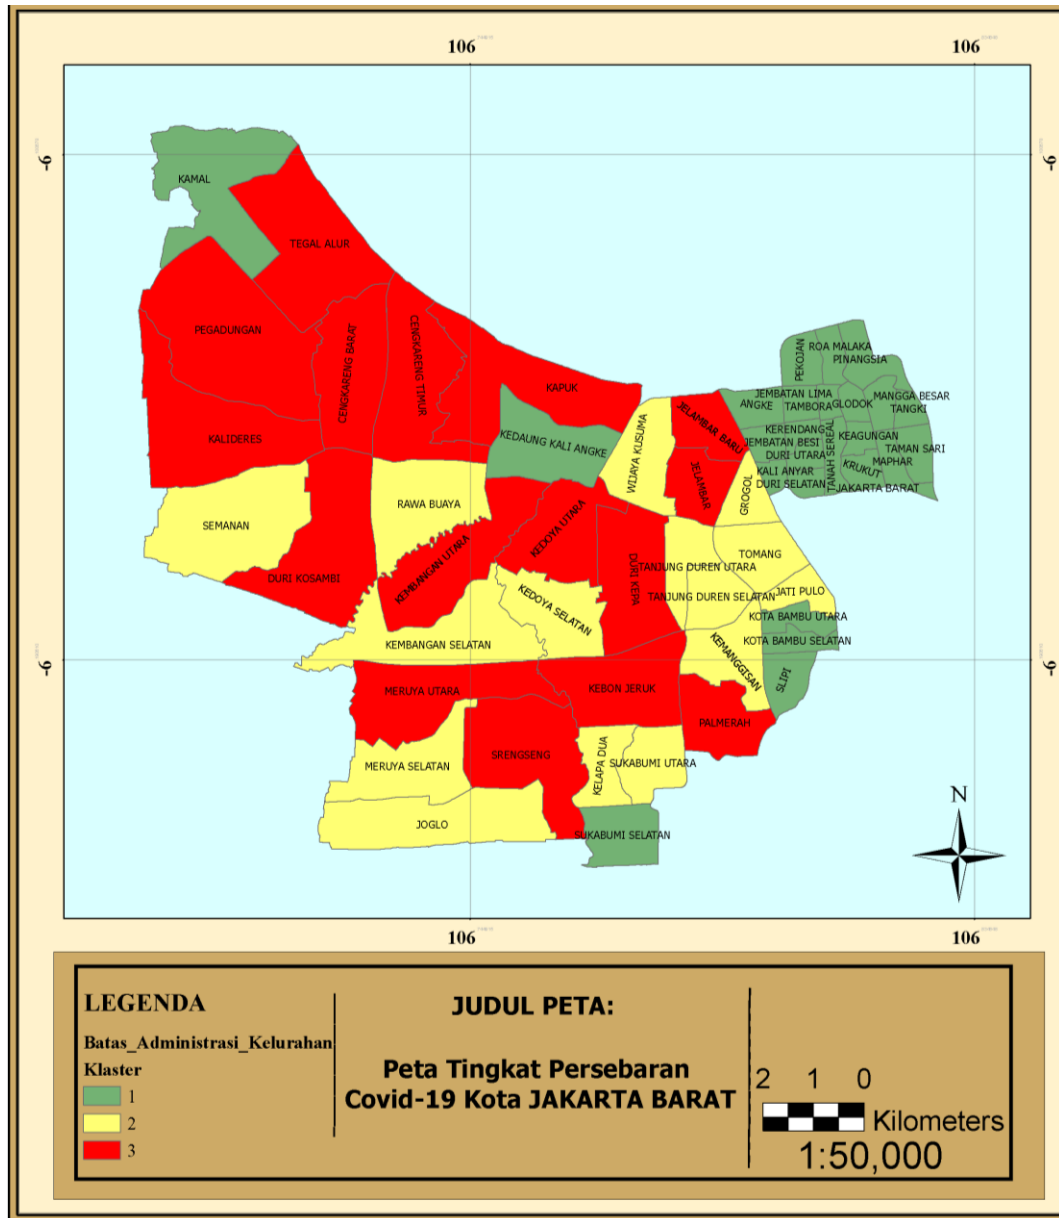 106 106
-6 -6
KAMAL
TEGAL ALUR
PEGADUNGAN
CENGKARENG BARAT
CENGKARENG TIMUR
KALIDERES
KAPUK
KEDAUNG KALI ANGKE
WIJAYA KUSUMA
JELAMBAR BARU
JELAMBAR
GROGOL
PEKOJAN
ROA MALAKA
PINANGSIA
JEMBATAN LIMA
ANGKE
TAMBORA
GLODOK
MANGGA BESAR
TANGKI
KERENDANG
JEMBATAN BESI
DURI UTARA
TANAH SEREAL
KEAGUNGAN
TAMAN SARI
MAPHAR
KRUKUT
KALI ANYAR
DURI SELATAN
JAKARTA BARAT
SEMANAN
RAWA BUAYA
DURI KOSAMBI
KEMBANGAN UTARA
KEDOYA UTARA
DURI KEPA
TANJUNG DUREN UTARA
TOMANG
TANJUNG DUREN SELATAN
JATI PULO
KEDOYA SELATAN
KEMBANGAN SELATAN
KOTA BAMBU UTARA
KOTA BAMBU SELATAN
KEMANGGISAN
SLIPI
-6 -6
MERUYA UTARA
KEBON JERUK
PALMERAH
SRENGSENG
MERUYA SELATAN
KELAPA DUA
SUKABUMI UTARA
JOGLO
SUKABUMI SELATAN
N
106 106
LEGENDA
Batas_Administrasi_Kelurahan
Klaster
1
2
3
JUDUL PETA:
Peta Tingkat Persebaran
Covid-19 Kota JAKARTA BARAT
2 1 0
Kilometers
1:50,000